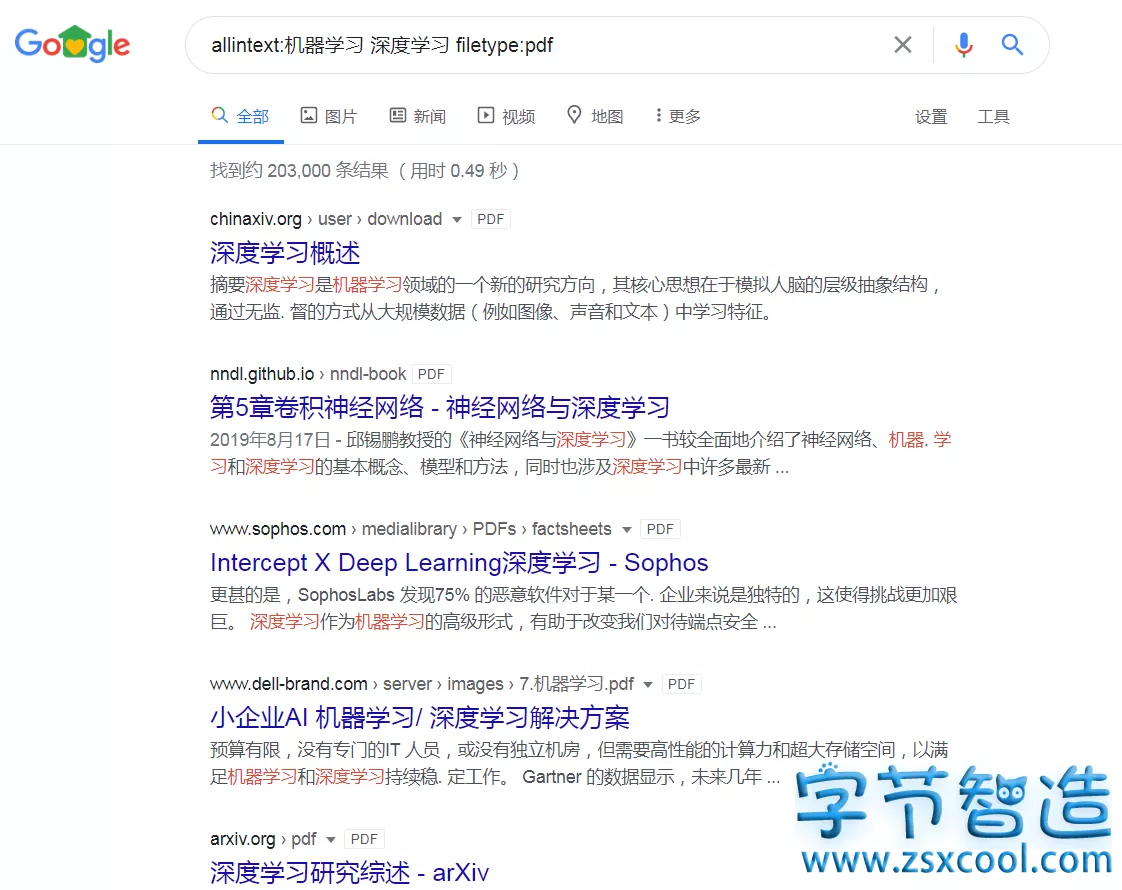 Google
allintext:机器学习 深度学习 filetype:pdf
全部 图片 新闻 视频 地图 更多 设置 工具
找到约 203,000 条结果 （用时 0.49 秒）
chinaxiv.org › user › download PDF
深度学习概述
摘要深度学习是机器学习领域的一个新的研究方向，其核心思想在于模拟人脑的层级抽象结构，
通过无监. 督的方式从大规模数据（例如图像、声音和文本）中学习特征。
nndl.github.io › nndl-book PDF
第5章卷积神经网络 - 神经网络与深度学习
2019年8月17日 - 邱锡鹏教授的《神经网络与深度学习》一书较全面地介绍了神经网络、机器. 学
习和深度学习的基本概念、模型和方法，同时也涉及深度学习中许多最新 ...
www.sophos.com › medialibrary › PDFs › factsheets PDF
Intercept X Deep Learning深度学习 - Sophos
更甚的是，SophosLabs 发现75% 的恶意软件对于某一个. 企业来说是独特的，这使得挑战更加艰
巨。 深度学习作为机器学习的高级形式，有助于改变我们对待端点安全 ...
www.dell-brand.com › server › images › 7.机器学习.pdf PDF
小企业AI 机器学习/ 深度学习解决方案
预算有限，没有专门的IT 人员，或没有独立机房，但需要高性能的计算力和超大存储空间，以满
足机器学习和深度学习持续稳. 定工作。 Gartner 的数据显示，未来几年 ...
arxiv.org › pdf PDF
深度学习研究综述 - arXiv
字节智造
www.zsxcool.com